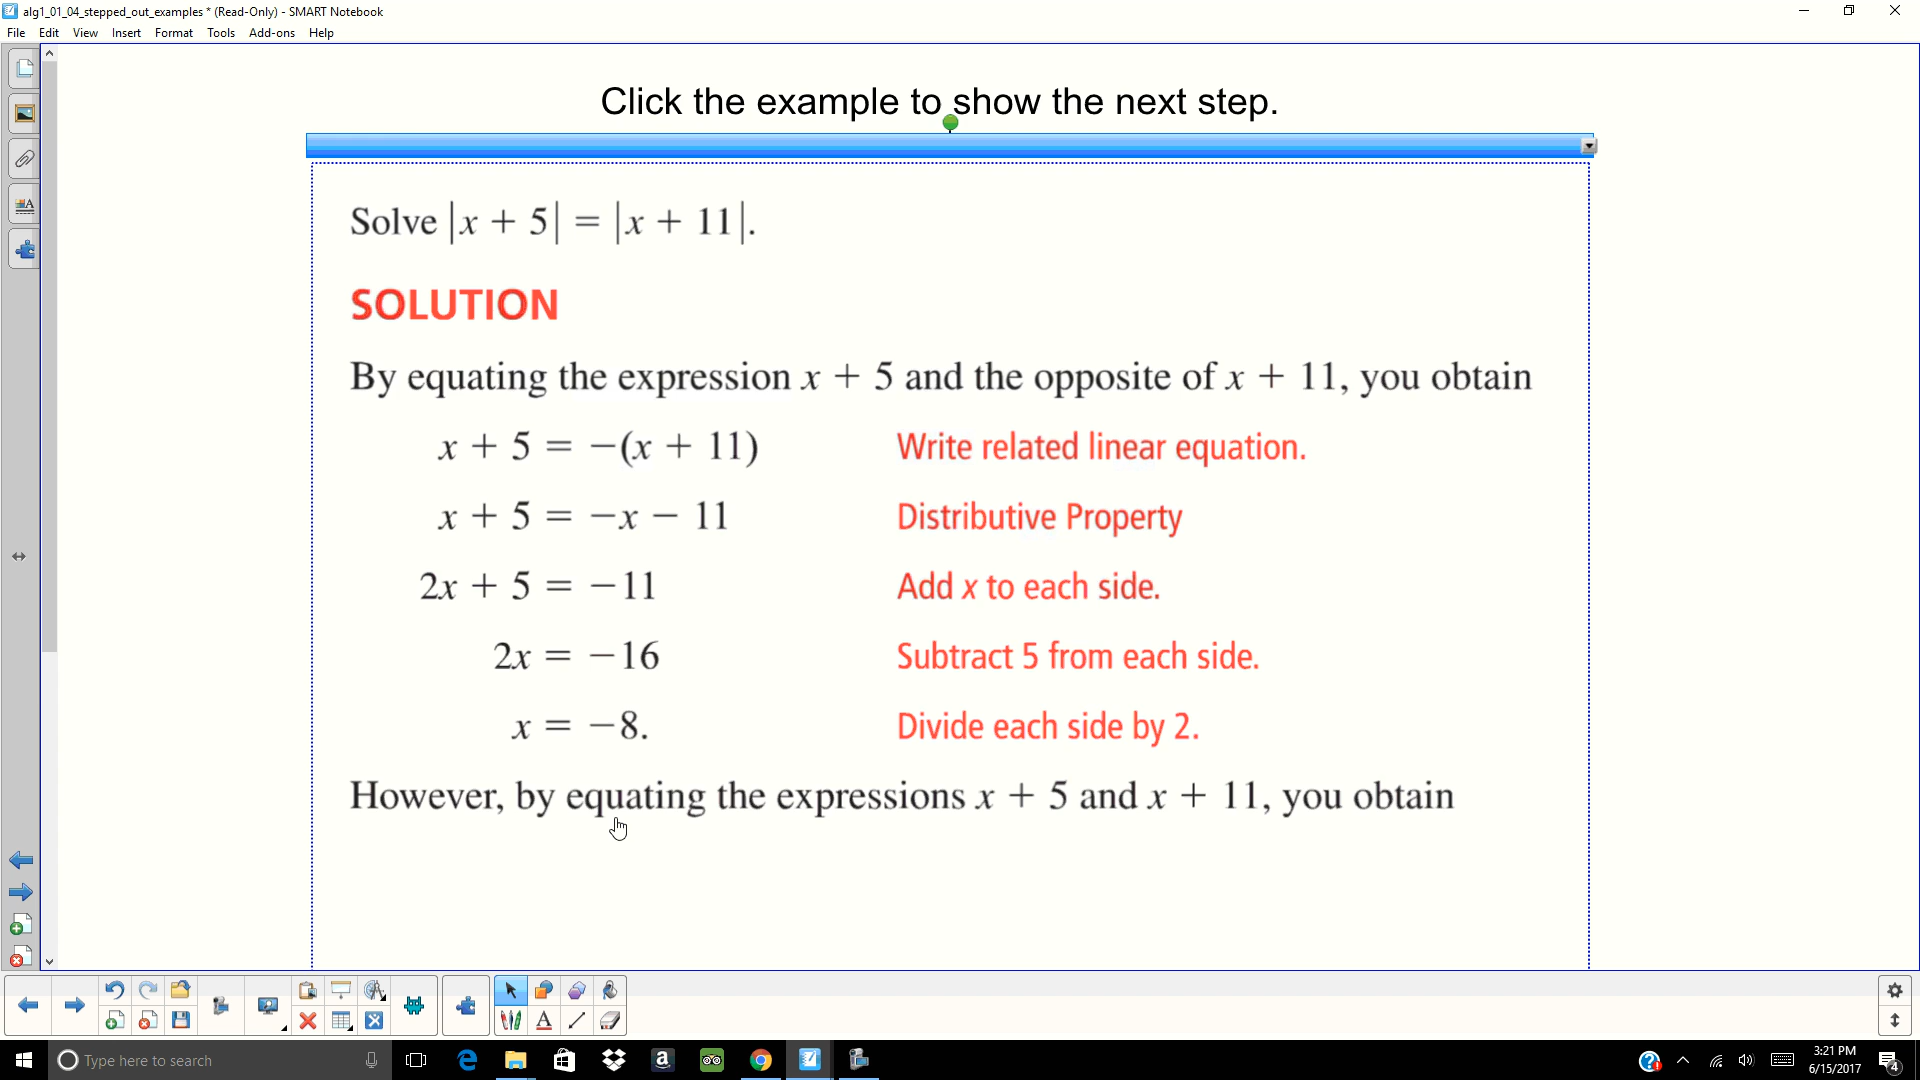 alg1_01_04_stepped_out_examples * (Read-Only) - SMART Notebook
File Edit View Insert Format Tools Add-ons Help
Click the example to show the next step.
Solve |x + 5| = |x + 11|.
SOLUTION
By equating the expression x + 5 and the opposite of x + 11, you obtain
x + 5 = −(x + 11) Write related linear equation.
x + 5 = −x − 11 Distributive Property
2x + 5 = −11 Add x to each side.
2x = −16 Subtract 5 from each side.
x = −8. Divide each side by 2.
However, by equating the expressions x + 5 and x + 11, you obtain
Type here to search
3:21 PM
6/15/2017
4